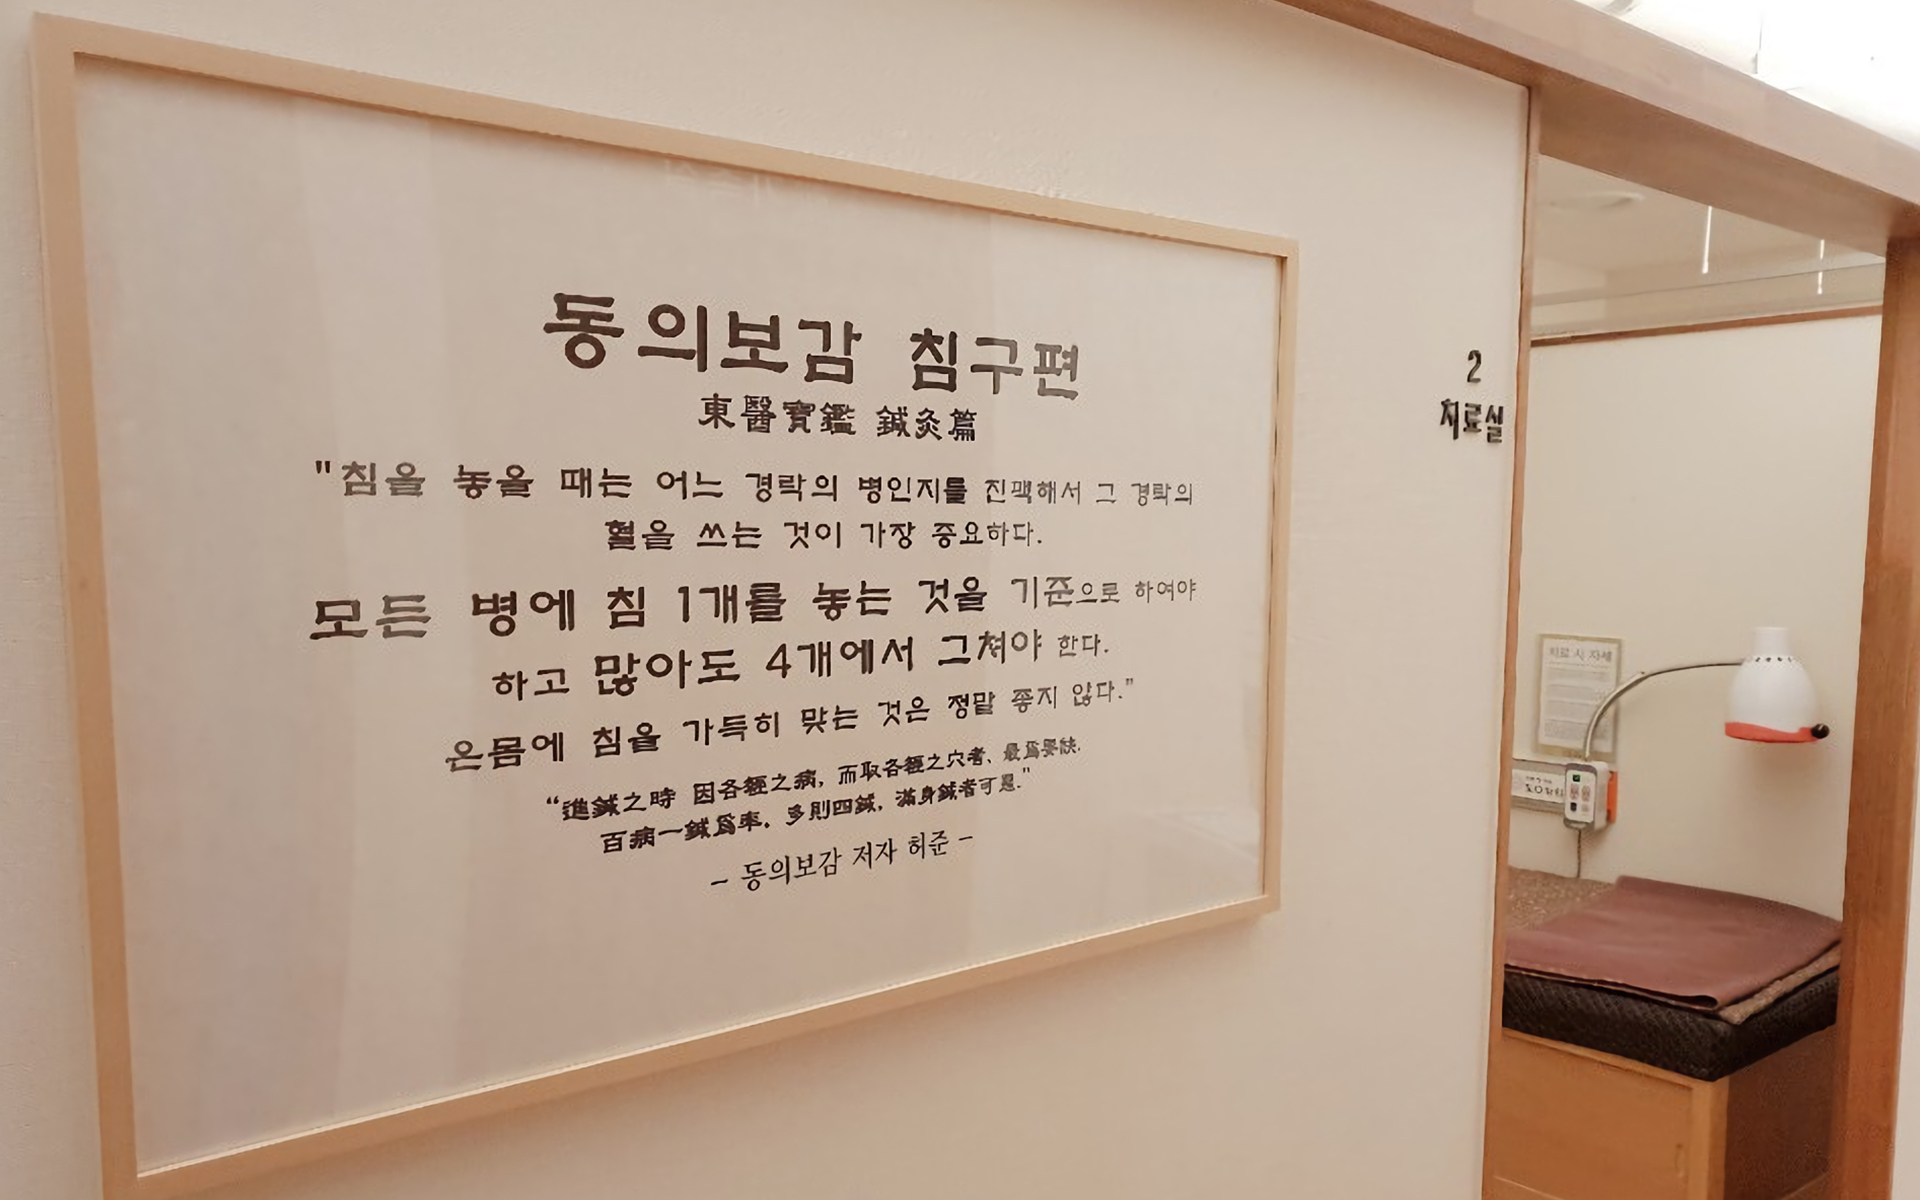 동의보감 침구편
東醫寶鑑 鍼灸篇
"침을 놓을 때는 어느 경락의 병인지를 진맥해서 그 경락의
혈을 쓰는 것이 가장 중요하다.
모든 병에 침 1개를 놓는 것을 기준으로 하여야
하고 많아도 4개에서 그쳐야 한다.
온몸에 침을 가득히 맞는 것은 정말 좋지 않다."
“進鍼之時 因各經之病, 而取各經之穴者、最爲要訣.
百病一鍼爲率, 多則四鍼, 滿身鍼者可惡."
- 동의보감 저자 허준 -
2
치료실
치료 시 자세